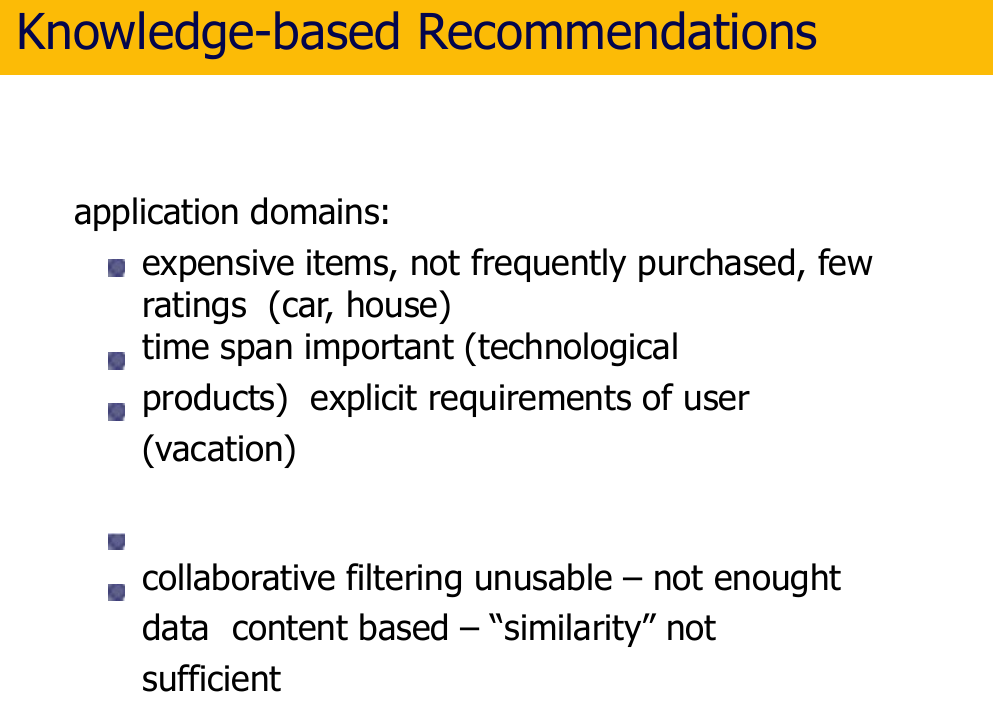 Knowledge-based Recommendations
application domains:
expensive items, not frequently purchased, few
ratings (car, house)
time span important (technological
products) explicit requirements of user
(vacation)
collaborative filtering unusable – not enought
data content based – “similarity” not
sufficient